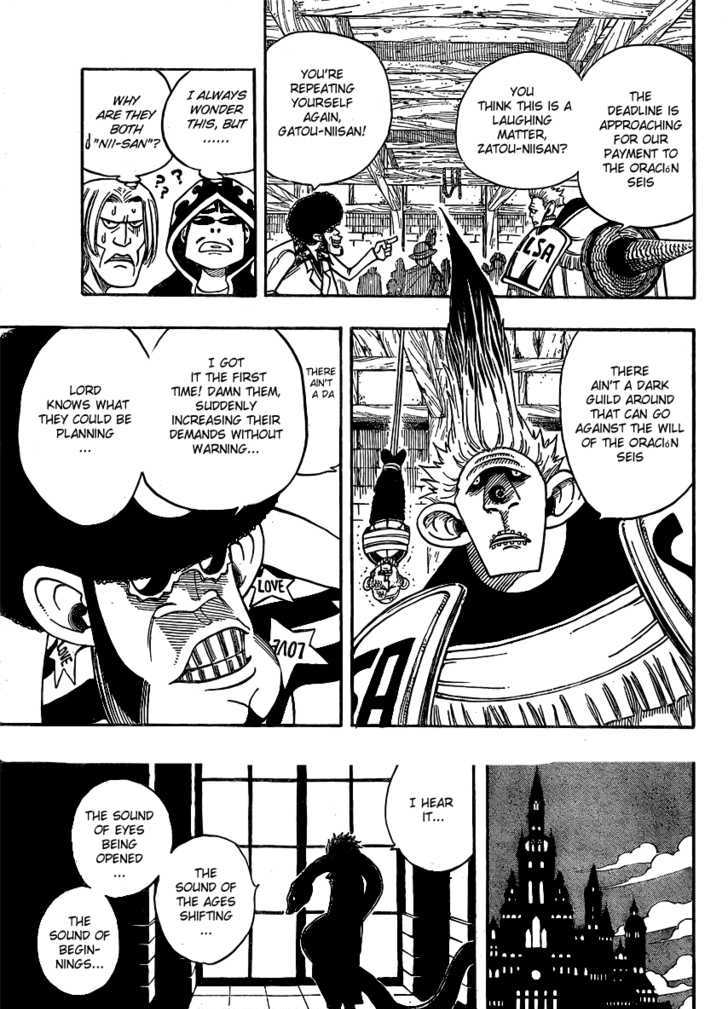 THE
DEADLINE IS
APPROACHING
FOR OUR
PAYMENT TO
THE ORACIóN
SEIS
YOU
THINK THIS IS A
LAUGHING
MATTER,
ZATOU-NIISAN?
YOU'RE
REPEATING
YOURSELF
AGAIN,
GATOU-NIISAN!
LSA
I ALWAYS
WONDER
THIS, BUT
......
WHY
ARE THEY
BOTH
"NII-SAN"?
???
THERE
AIN'T A DARK
GUILD AROUND
THAT CAN GO
AGAINST THE WILL
OF THE ORACIóN
SEIS
SA
THERE
AIN'T
A DA
I GOT
IT THE FIRST
TIME! DAMN THEM,
SUDDENLY
INCREASING THEIR
DEMANDS WITHOUT
WARNING...
LORD
KNOWS WHAT
THEY COULD BE
PLANNING
...
LOVE
LOVE
LOVE
I HEAR
IT...
THE
SOUND OF
THE AGES
SHIFTING
...
THE SOUND
OF EYES
BEING
OPENED
...
THE
SOUND
OF
BEGIN-
NINGS...